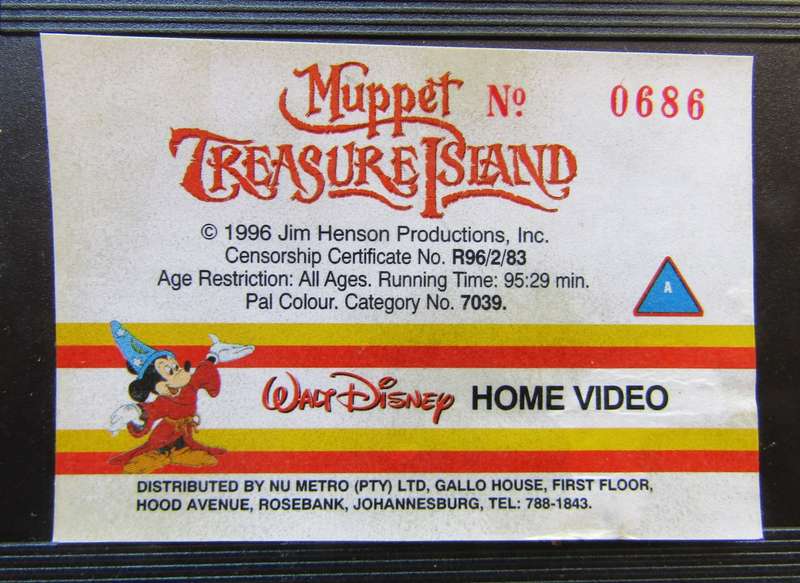 Muppet Nº 0686
TREASURE ISLAND
© 1996 Jim Henson Productions, Inc.
Censorship Certificate No. R96/2/83
Age Restriction: All Ages. Running Time: 95:29 min.
Pal Colour. Category No. 7039.
A
WALT DISNEY HOME VIDEO
DISTRIBUTED BY NU METRO (PTY) LTD, GALLO HOUSE, FIRST FLOOR,
HOOD AVENUE, ROSEBANK, JOHANNESBURG, TEL: 788-1843.